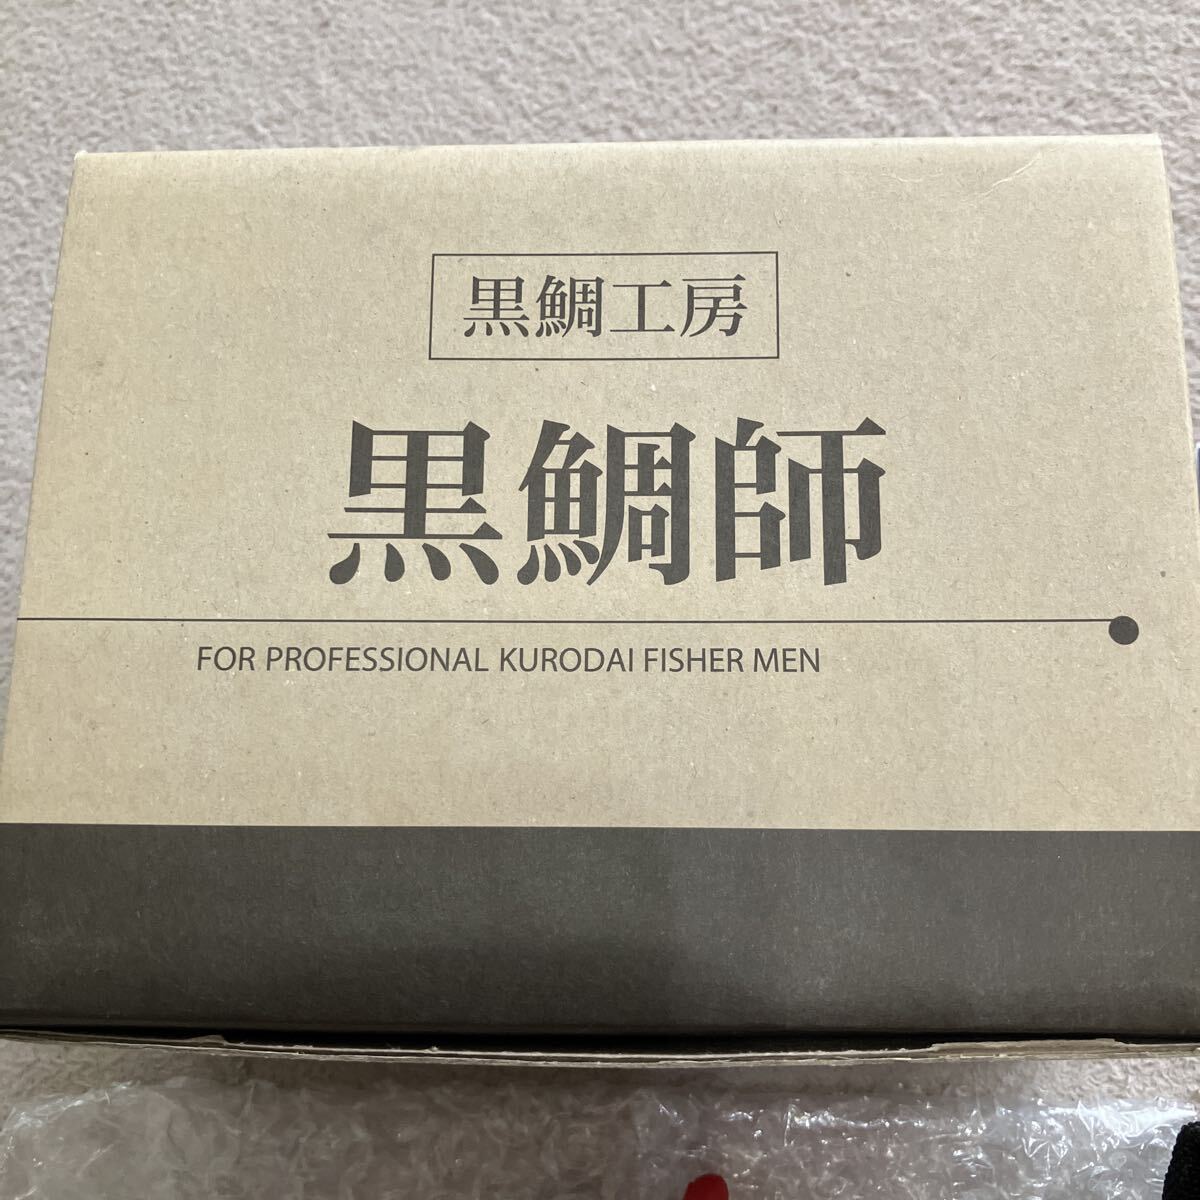 黒鯛工房
黒鯛師
FOR PROFESSIONAL KURODAI FISHER MEN